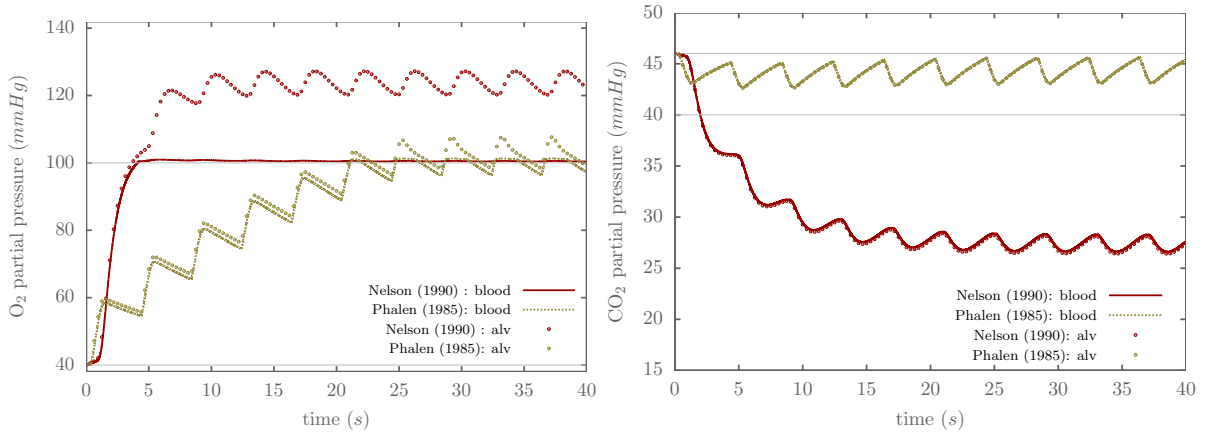 O₂ partial pressure (mmHg)
140
120
100
80
60
40
Nelson (1990) : blood
Phalen (1985): blood
Nelson (1990) : alv
Phalen (1985): alv
0 5 10 15 20 25 30 35 40
time (s)
CO₂ partial pressure (mmHg)
50
45
40
35
30
25
20
15
Nelson (1990): blood
Phalen (1985): blood
Nelson (1990): alv
Phalen (1985): alv
0 5 10 15 20 25 30 35 40
time (s)